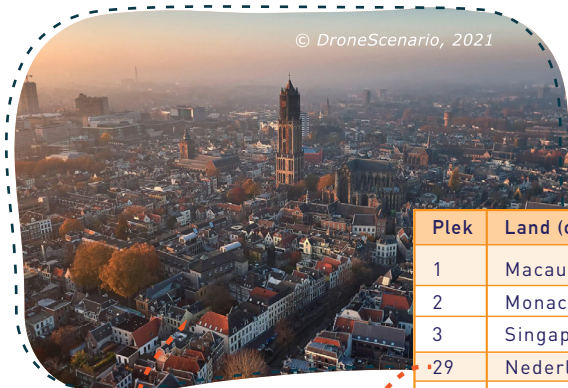 © DroneScenario, 2021
Plek Land (
1 Macau
2 Monac
3 Singap
29 Nederl